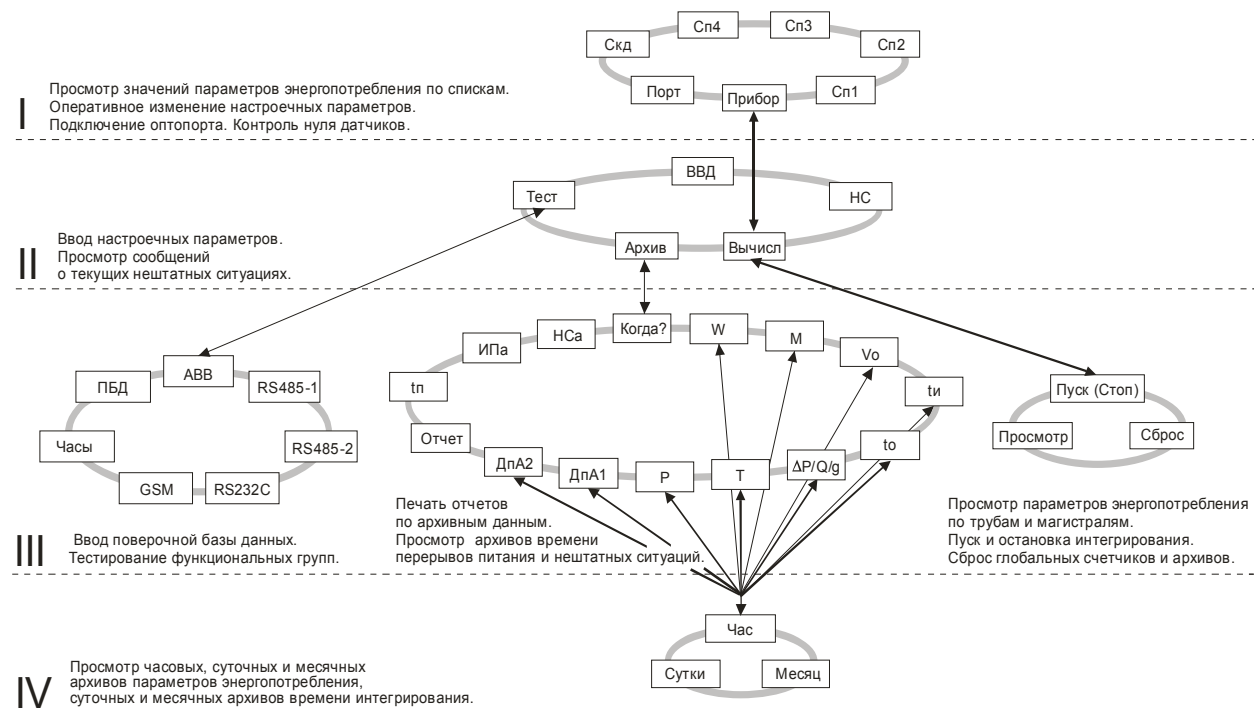 Сп4
Сп3
Скд
Сп2
Порт
Прибор
Сп1
I
Просмотр значений параметров энергопотребления по спискам.
Оперативное изменение настроечных параметров.
Подключение оптопорта. Контроль нуля датчиков.
ВВД
Тест
НС
Архив
Вычисл
II
Ввод настроечных параметров.
Просмотр сообщений
о текущих нештатных ситуациях.
Когда?
W
НСа
М
ИПа
Vo
tп
tи
Отчет
to
ДпА2
ДпА1
Р
Т
ΔP/Q/g
АВВ
ПБД
RS485-1
Часы
RS485-2
GSM
RS232C
Пуск (Стоп)
Просмотр
Сброс
III
Ввод поверочной базы данных.
Тестирование функциональных групп.
Печать отчетов
по архивным данным.
Просмотр архивов времени
перерывов питания и нештатных ситуаций.
Просмотр параметров энергопотребления
по трубам и магистралям.
Пуск и остановка интегрирования.
Сброс глобальных счетчиков и архивов.
Час
Сутки
Месяц
IV
Просмотр часовых, суточных и месячных
архивов параметров энергопотребления,
суточных и месячных архивов времени интегрирования.